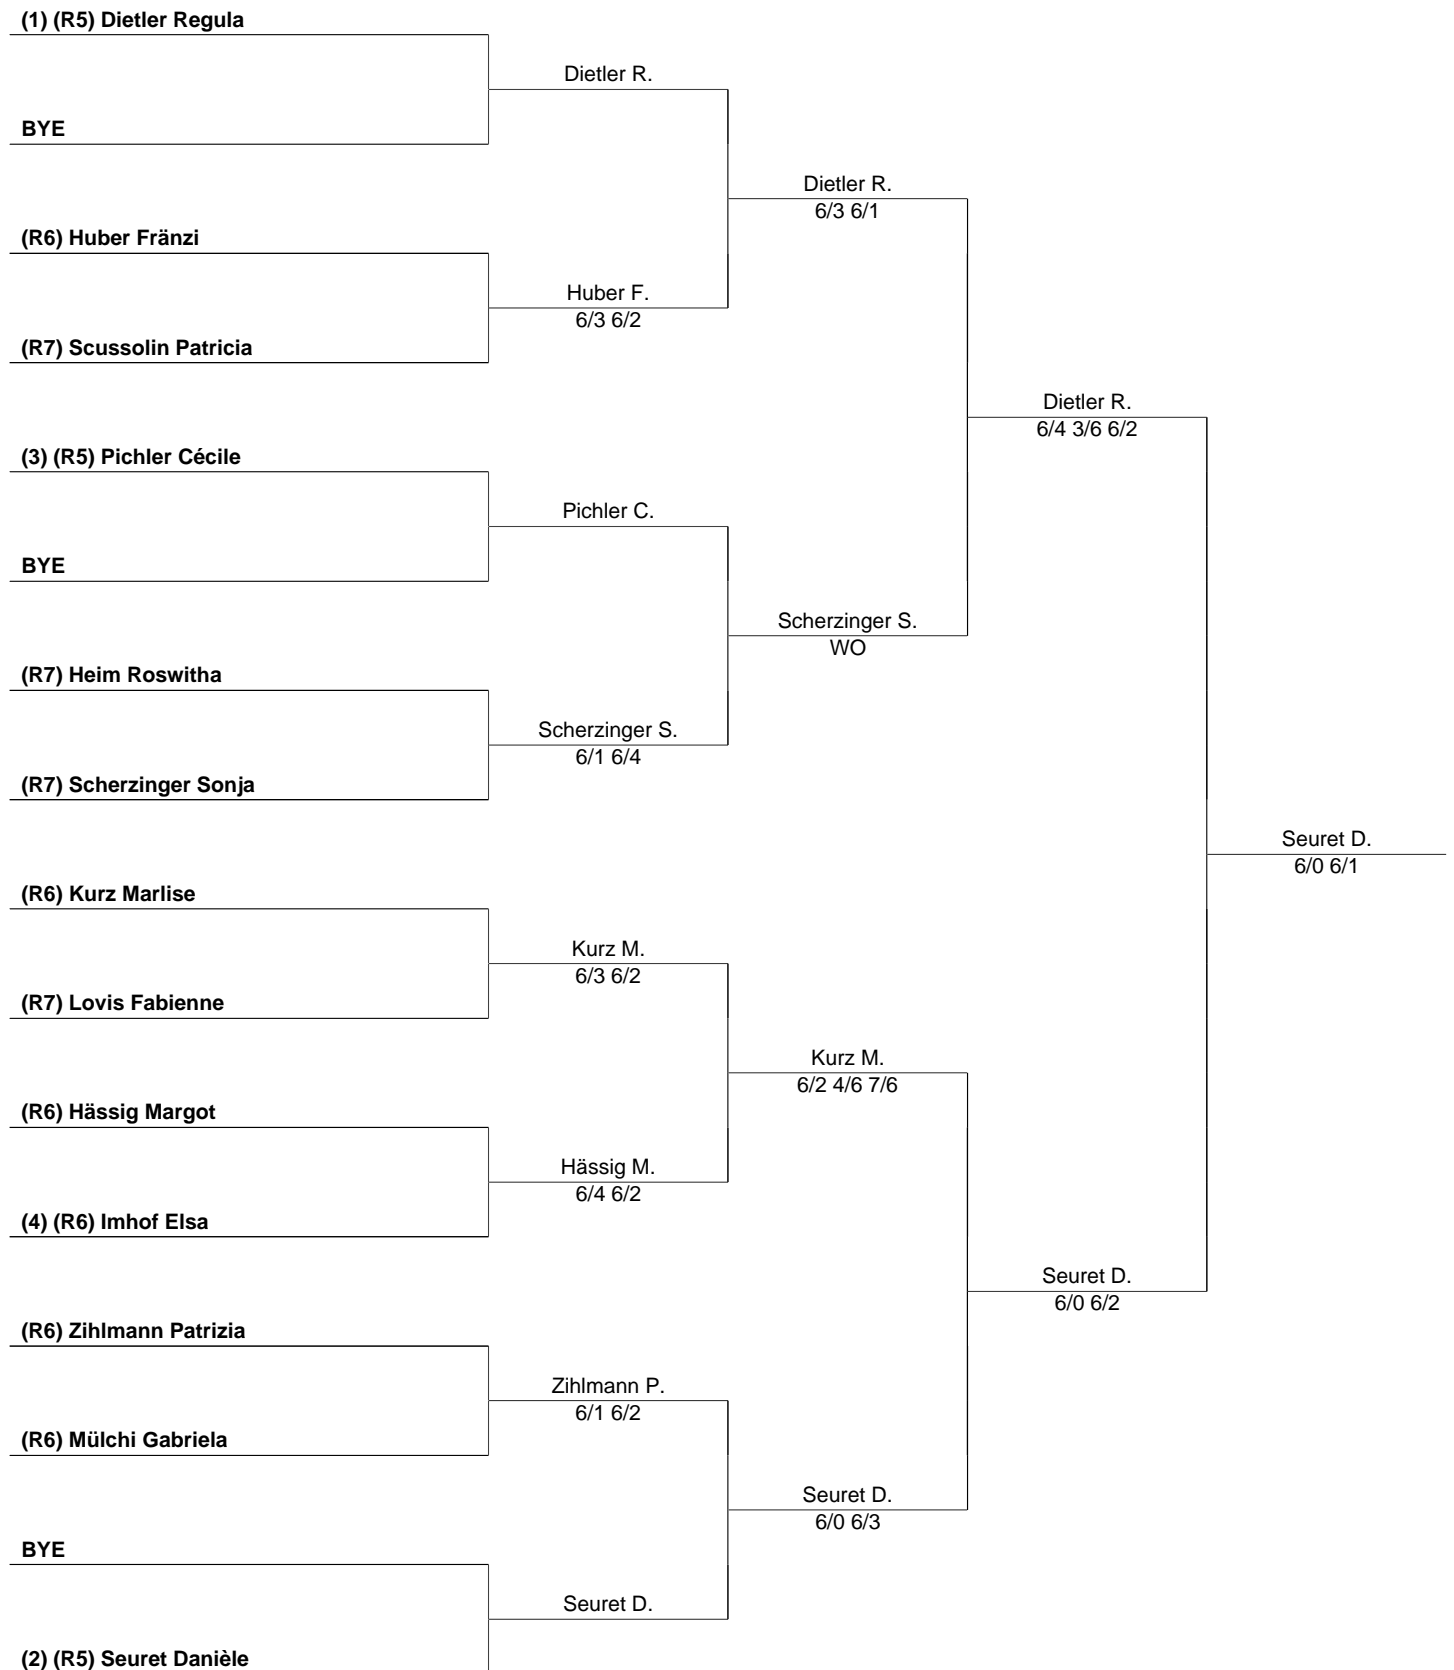 (1) (R5) Dietler Regula
Dietler R.
BYE
Dietler R.
6/3 6/1
(R6) Huber Fränzi
Huber F.
6/3 6/2
(R7) Scussolin Patricia
Dietler R.
6/4 3/6 6/2
(3) (R5) Pichler Cécile
Pichler C.
BYE
Scherzinger S.
WO
(R7) Heim Roswitha
Scherzinger S.
6/1 6/4
(R7) Scherzinger Sonja
Seuret D.
6/0 6/1
(R6) Kurz Marlise
Kurz M.
6/3 6/2
(R7) Lovis Fabienne
Kurz M.
6/2 4/6 7/6
(R6) Hässig Margot
Hässig M.
6/4 6/2
(4) (R6) Imhof Elsa
Seuret D.
6/0 6/2
(R6) Zihlmann Patrizia
Zihlmann P.
6/1 6/2
(R6) Mülchi Gabriela
Seuret D.
6/0 6/3
BYE
Seuret D.
(2) (R5) Seuret Danièle